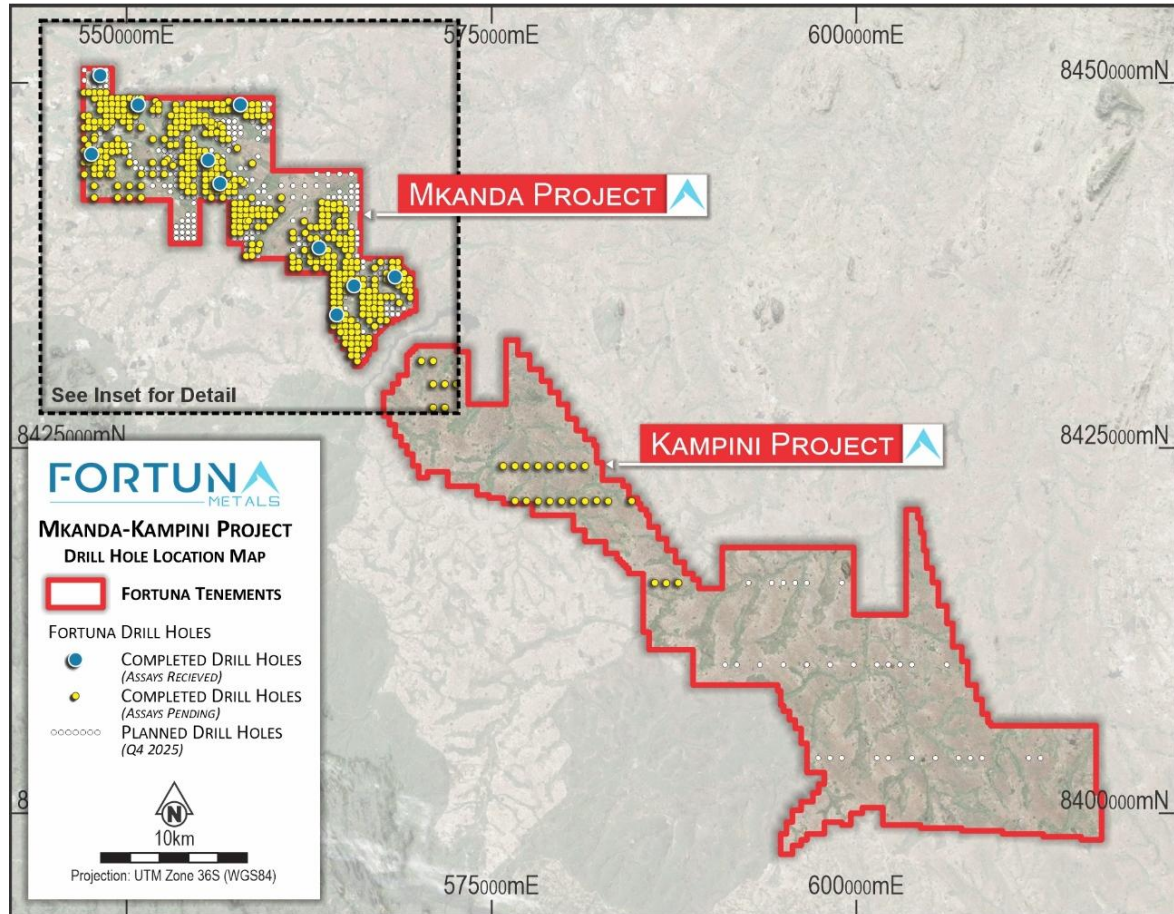 550000mE 575000mE 600000mE
8450000mN
MKANDA PROJECT
See Inset for Detail
8425000mN 8425000mN
KAMPINI PROJECT
FORTUNA
METALS
MKANDA-KAMPINI PROJECT
DRILL HOLE LOCATION MAP
FORTUNA TENEMENTS
FORTUNA DRILL HOLES
COMPLETED DRILL HOLES
(ASSAYS RECIEVED)
COMPLETED DRILL HOLES
(ASSAYS PENDING)
PLANNED DRILL HOLES
(Q4 2025)
N
10km
Projection: UTM Zone 36S (WGS84)
8400000mN
575000mE 600000mE